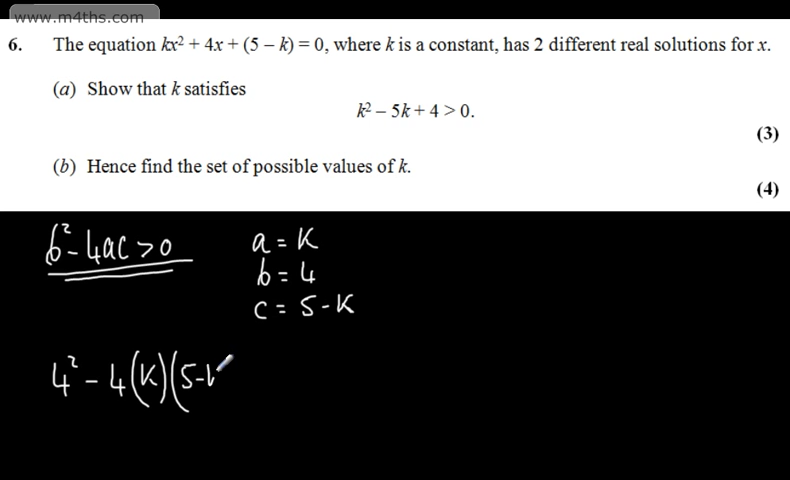 www.m4ths.com
6. The equation kx² + 4x + (5 – k) = 0, where k is a constant, has 2 different real solutions for x.
(a) Show that k satisfies
k² – 5k + 4 > 0.
(3)
(b) Hence find the set of possible values of k.
(4)
b² - 4ac > 0
a = K
b = 4
c = 5 - K
4² - 4(K)(5-